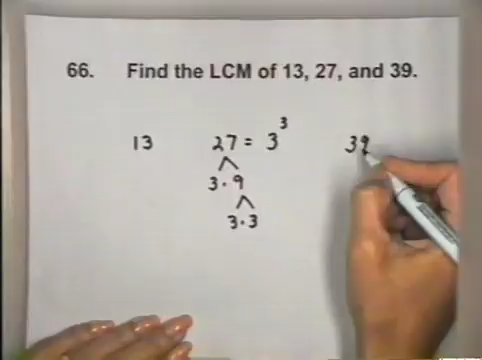 66. Find the LCM of 13, 27, and 39.
13 27 = 3³ 39
3 · 9
3 · 3